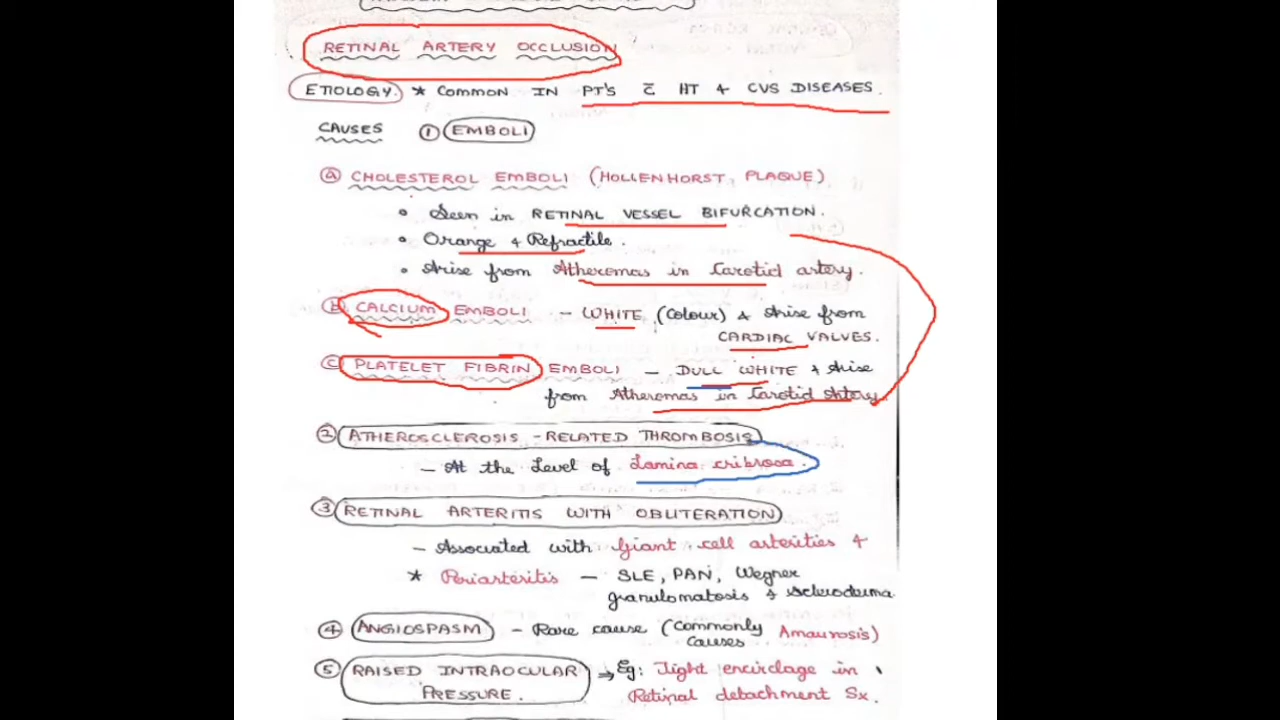 RETINAL ARTERY OCCLUSION
ETIOLOGY. * COMMON IN PT'S c̄ HT & CVS DISEASES.
CAUSES ① EMBOLI
ⓐ CHOLESTEROL EMBOLI (HOLLENHORST PLAQUE)
• Seen in RETINAL VESSEL BIFURCATION.
• Orange & Refractile.
• Arise from Atheromas in Carotid artery.
ⓑ CALCIUM EMBOLI - WHITE (Colour) & Arise from
CARDIAC VALVES.
ⓒ PLATELET FIBRIN EMBOLI - DULL WHITE & Arise
from Atheromas in Carotid Artery
② ATHEROSCLEROSIS - RELATED THROMBOSIS
- At the Level of Lamina cribrosa.
③ RETINAL ARTERITIS WITH OBLITERATION
- Associated with Giant cell arterities &
* Periarteritis - SLE, PAN, Wegner
granulomatosis & scleroderma.
④ ANGIOSPASM - Rare cause (Commonly causes Amaurosis)
⑤ RAISED INTRAOCULAR → Eg: Tight encirclage in
PRESSURE. Retinal detachment Sx.